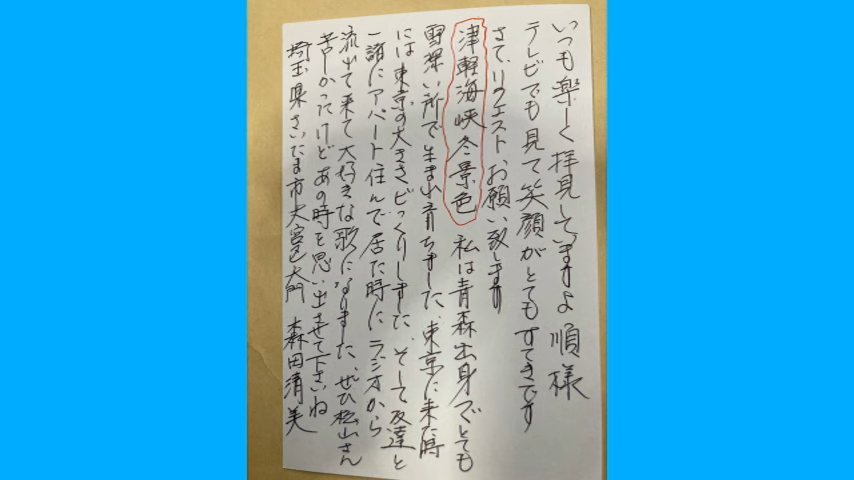 いつも楽しく拝見していますよ順様
テレビでも見て笑顔がとてもすてきです
さて、リクエストお願い致します
津軽海峡冬景色 私は青森出身でとても
雪深い所で生まれ育ちました、東京に来た時
には東京の大きさビックリしました、そして友達と
一諸にアパート住んで居た時にラジオから
流れて来て大好きな歌になりました、ぜひ松山さん
苦しかったけどあの時を思い出させて下さいね
埼玉県さいたま市大宮区大門 森田清美